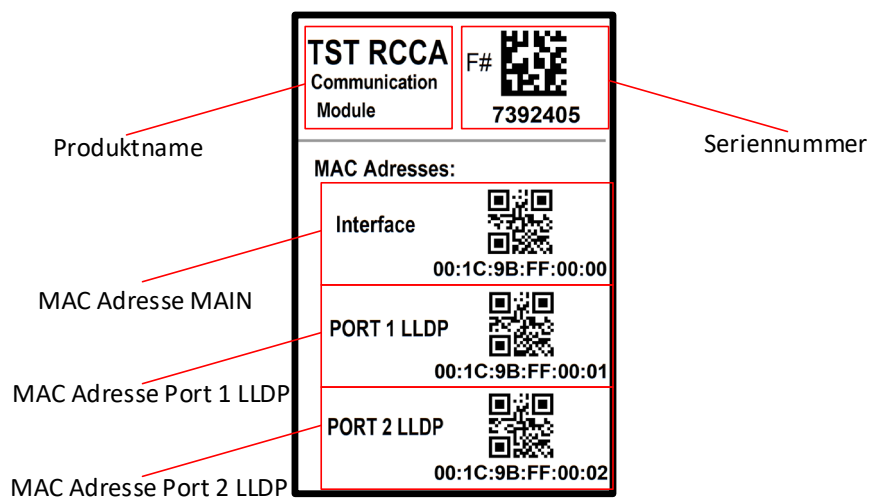 TST RCCA
Communication
Module
F#
7392405
Produktname
Seriennummer
MAC Adresses:
Interface
00:1C:9B:FF:00:00
MAC Adresse MAIN
PORT 1 LLDP
00:1C:9B:FF:00:01
MAC Adresse Port 1 LLDP
PORT 2 LLDP
00:1C:9B:FF:00:02
MAC Adresse Port 2 LLDP